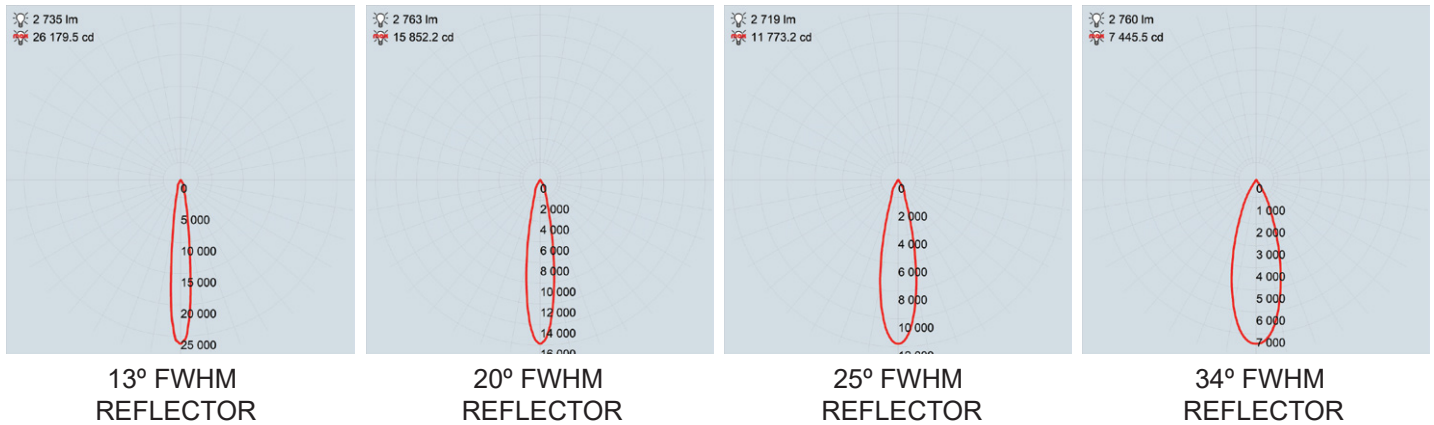 2 735 lm
26 179.5 cd
0
5 000
10 000
15 000
20 000
25 000
13º FWHM
REFLECTOR
2 763 lm
15 852.2 cd
0
2 000
4 000
6 000
8 000
10 000
12 000
14 000
16 000
20º FWHM
REFLECTOR
2 719 lm
11 773.2 cd
0
2 000
4 000
6 000
8 000
10 000
12 000
25º FWHM
REFLECTOR
2 760 lm
7 445.5 cd
0
1 000
2 000
3 000
4 000
5 000
6 000
7 000
34º FWHM
REFLECTOR